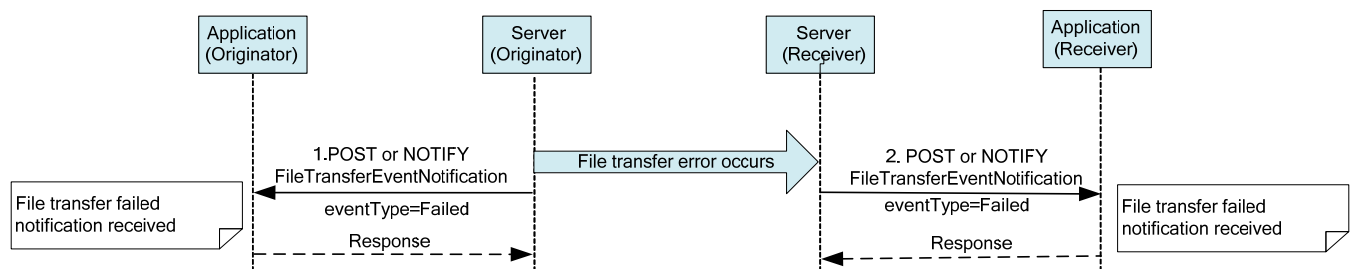 Application
(Originator)
Server
(Originator)
Server
(Receiver)
Application
(Receiver)
1.POST or NOTIFY
FileTransferEventNotification
eventType=Failed
File transfer error occurs
2. POST or NOTIFY
FileTransferEventNotification
eventType=Failed
File transfer failed
notification received
File transfer failed
notification received
Response
Response